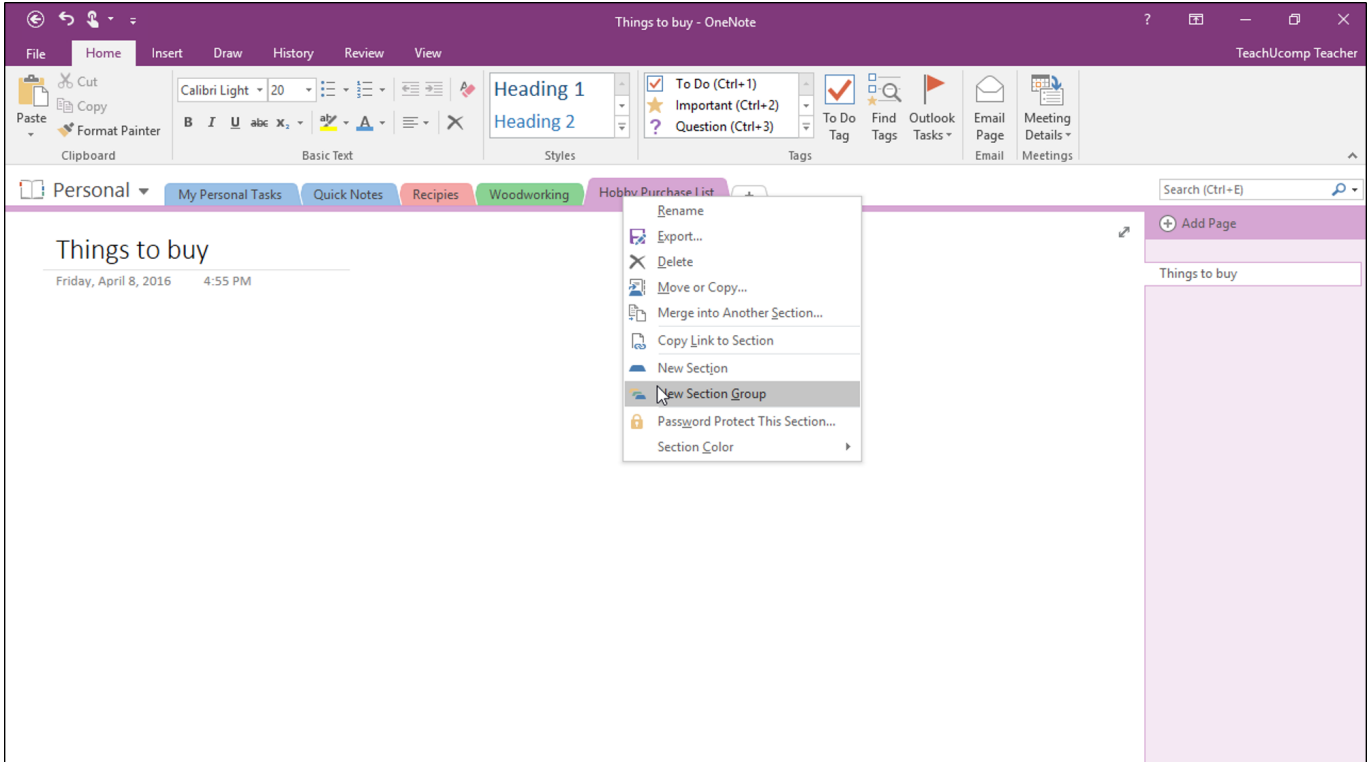 Things to buy - OneNote
?
File Home Insert Draw History Review View TeachUcomp Teacher
Paste
Cut
Copy
Format Painter
Clipboard
Calibri Light 20
B I U abc X₂ aby A
Basic Text
Heading 1
Heading 2
Styles
To Do (Ctrl+1)
Important (Ctrl+2)
? Question (Ctrl+3)
To Do
Tag
Find
Tags
Outlook
Tasks
Tags
Email
Page
Email
Meeting
Details
Meetings
Personal My Personal Tasks Quick Notes Recipies Woodworking Hobby Purchase List + Search (Ctrl+E)
Rename
Export...
Delete
Move or Copy...
Merge into Another Section...
Copy Link to Section
New Section
New Section Group
Password Protect This Section...
Section Color
Things to buy
Friday, April 8, 2016 4:55 PM
Add Page
Things to buy